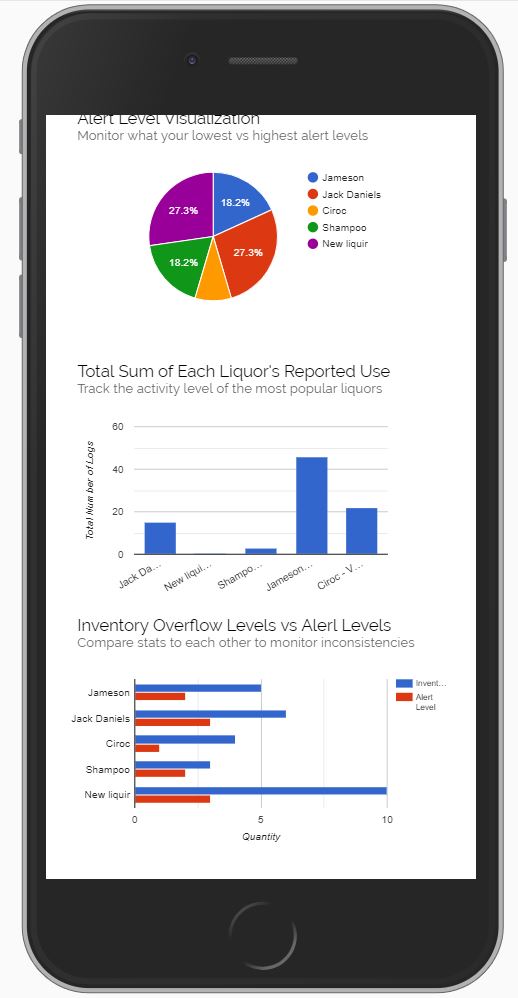 Alert Level Visualization
Monitor what your lowest vs highest alert levels
Jameson
Jack Daniels
Ciroc
Shampoo
New liquir
18.2%
27.3%
27.3%
18.2%
Total Sum of Each Liquor's Reported Use
Track the activity level of the most popular liquors
Total Number of Logs
60
40
20
0
Jack Da...
New liqui...
Shampo...
Jameson...
Ciroc - V...
Inventory Overflow Levels vs Alerl Levels
Compare stats to each other to monitor inconsistencies
Jameson
Jack Daniels
Ciroc
Shampoo
New liquir
Invent...
Alert
Level
0 5 10
Quantity